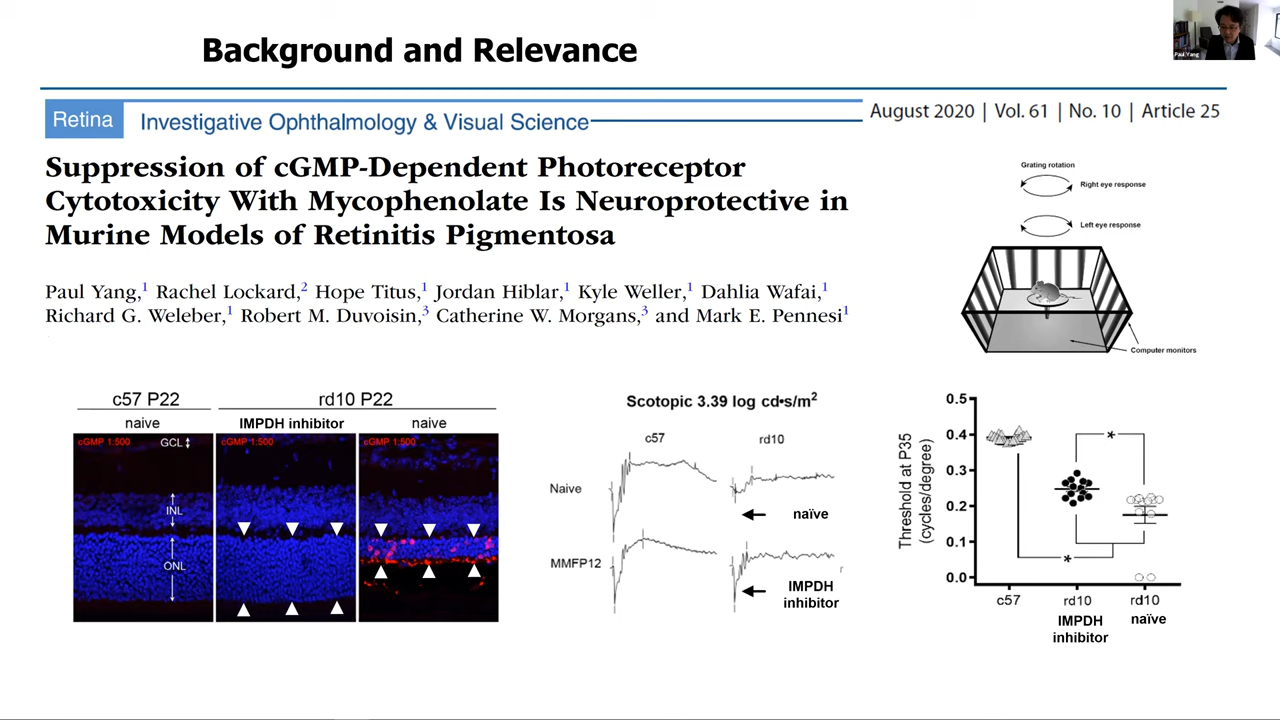 Background and Relevance
Paul Yang
Retina
Investigative Ophthalmology & Visual Science
August 2020 | Vol. 61 | No. 10 | Article 25
Suppression of cGMP-Dependent Photoreceptor
Cytotoxicity With Mycophenolate Is Neuroprotective in
Murine Models of Retinitis Pigmentosa
Paul Yang,1 Rachel Lockard,2 Hope Titus,1 Jordan Hiblar,1 Kyle Weller,1 Dahlia Wafai,1
Richard G. Weleber,1 Robert M. Duvoisin,3 Catherine W. Morgans,3 and Mark E. Pennesi1
Grating rotation
Right eye response
Left eye response
Computer monitors
c57 P22
rd10 P22
naive
IMPDH inhibitor
naive
cGMP 1:500
GCL
cGMP 1:500
cGMP 1:500
INL
ONL
Scotopic 3.39 log cd•s/m2
c57
rd10
Naive
naïve
MMFP12
IMPDH
inhibitor
Threshold at P35
(cycles/degree)
0.5
0.4
0.3
0.2
0.1
0.0
*
*
c57
rd10
rd10
IMPDH
inhibitor
naïve